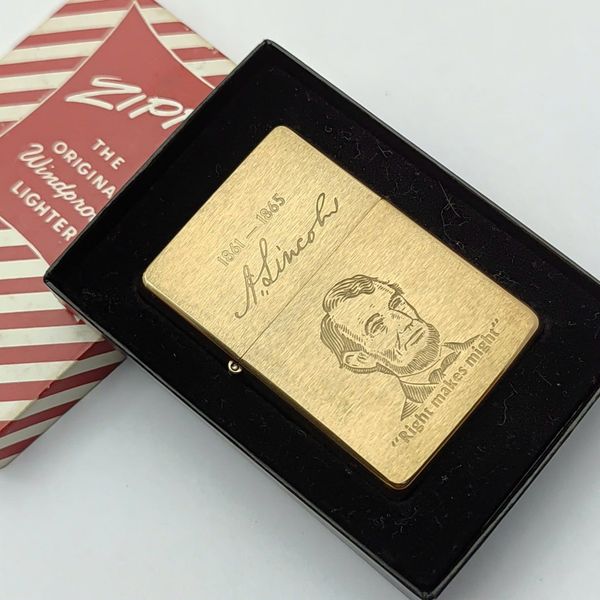 ZIPP
THE
ORIGINA
Windpro
LIGHTER
1861 — 1865
A. Lincoln
"Right makes might"